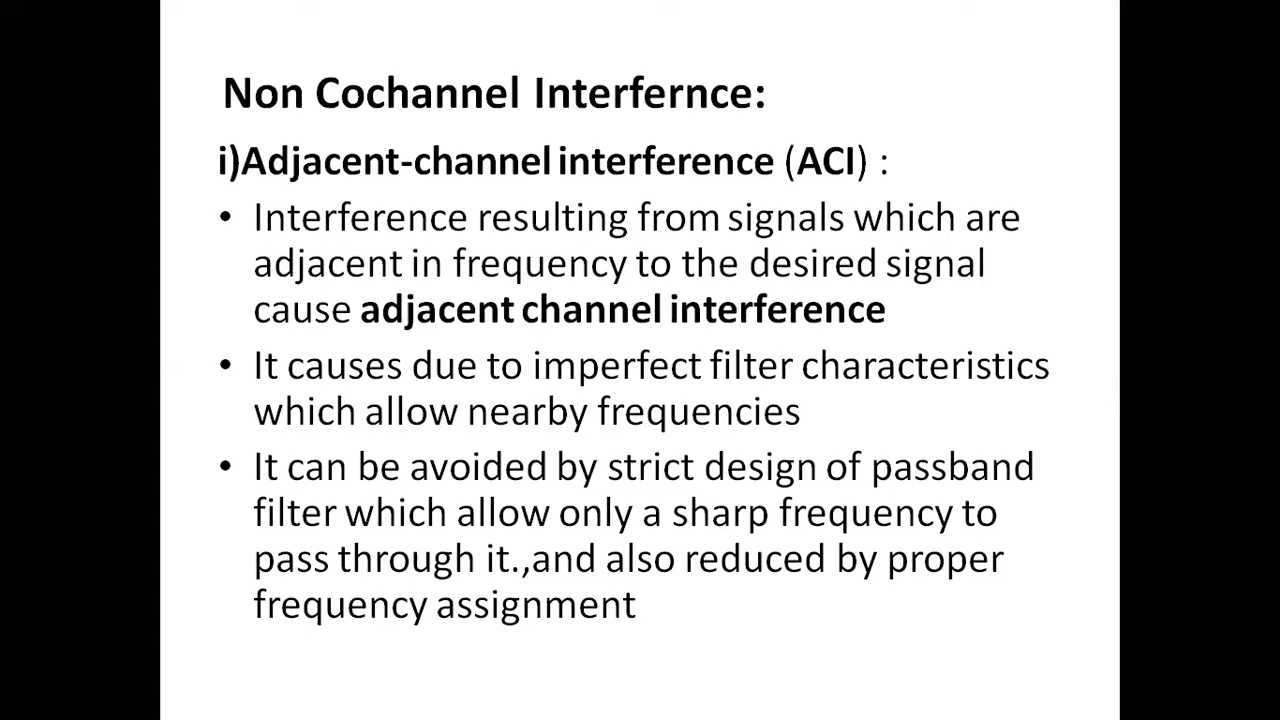 Non Cochannel Interfernce:
i)Adjacent-channel interference (ACI) :
• Interference resulting from signals which are
adjacent in frequency to the desired signal
cause adjacent channel interference
• It causes due to imperfect filter characteristics
which allow nearby frequencies
• It can be avoided by strict design of passband
filter which allow only a sharp frequency to
pass through it.,and also reduced by proper
frequency assignment